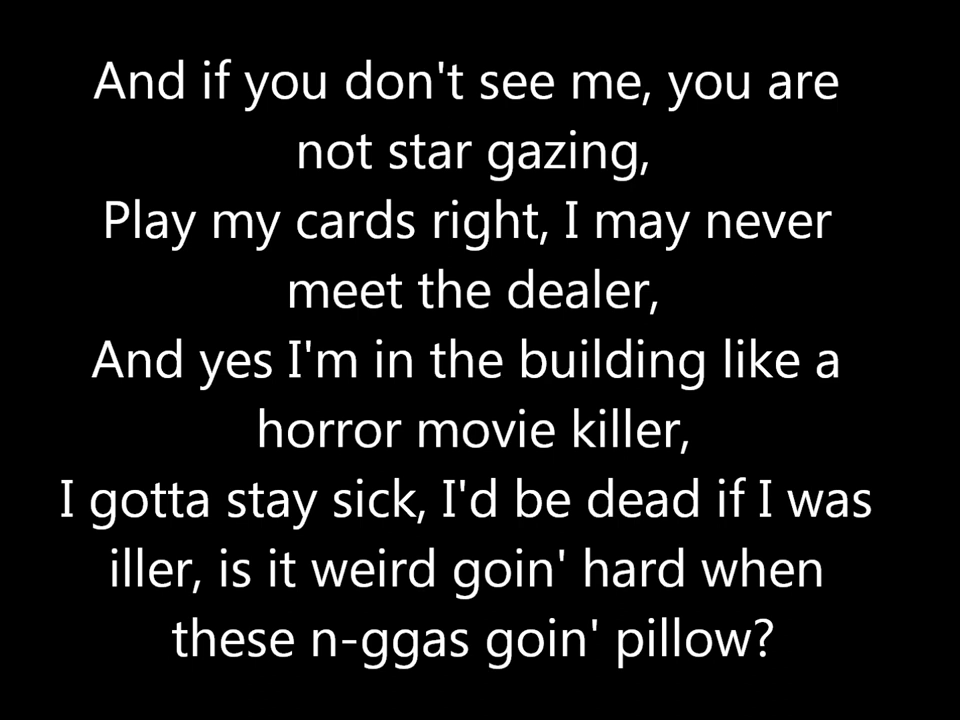 And if you don't see me, you are
not star gazing,
Play my cards right, I may never
meet the dealer,
And yes I'm in the building like a
horror movie killer,
I gotta stay sick, I'd be dead if I was
iller, is it weird goin' hard when
these n-ggas goin' pillow?